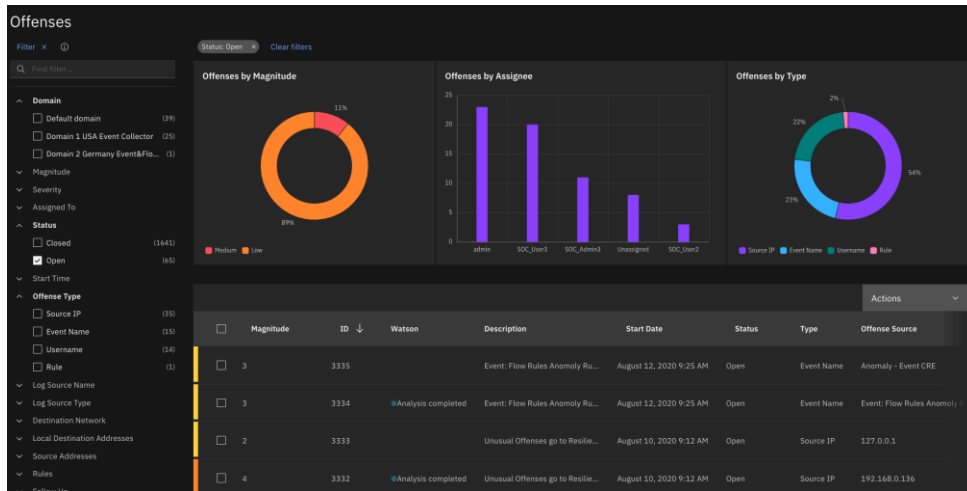 Offenses
Filter ×
Find filter...
Domain
Default domain (39)
Domain 1 USA Event Collector (25)
Domain 2 Germany Event&Flo... (1)
Magnitude
Severity
Assigned To
Status
Closed (1641)
Open (65)
Start Time
Offense Type
Source IP (35)
Event Name (15)
Username (14)
Rule (1)
Log Source Name
Log Source Type
Destination Network
Local Destination Addresses
Source Addresses
Rules
Status: Open × Clear filters
Offenses by Magnitude
11%
89%
Medium Low
Offenses by Assignee
25
20
15
10
5
0
admin SOC_User3 SOC_Admin3 Unassigned SOC_User2
Offenses by Type
2%
22%
54%
23%
Source IP Event Name Username Rule
Actions
Magnitude ID ↓ Watson Description Start Date Status Type Offense Source
3 3335 Event: Flow Rules Anomoly Ru... August 12, 2020 9:25 AM Open Event Name Anomaly - Event CRE
3 3334 Analysis completed Event: Flow Rules Anomoly Ru... August 12, 2020 9:25 AM Open Event Name Event: Flow Rules Anomoly
2 3333 Unusual Offenses go to Resilie... August 10, 2020 9:12 AM Open Source IP 127.0.0.1
4 3332 Analysis completed Unusual Offenses go to Resilie... August 10, 2020 9:12 AM Open Source IP 192.168.0.136